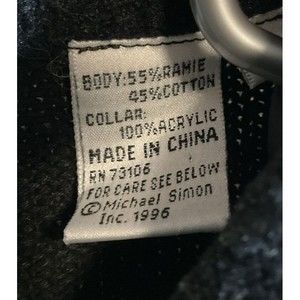 BODY:55%RAMIE
45%COTTON
COLLAR:
100%ACRYLIC
MADE IN CHINA
RN 73106
FOR CARE SEE BELOW
©Michael Simon
Inc. 1996